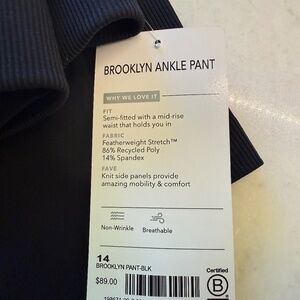 BROOKLYN ANKLE PANT
WHY WE LOVE IT
FIT
Semi-fitted with a mid-rise
waist that holds you in
FABRIC
Featherweight Stretch™
86% Recycled Poly
14% Spandex
FAVE
Knit side panels provide
amazing mobility & comfort
Non-Wrinkle Breathable
14
BROOKLYN PANT-BLK
$89.00
Certified
B